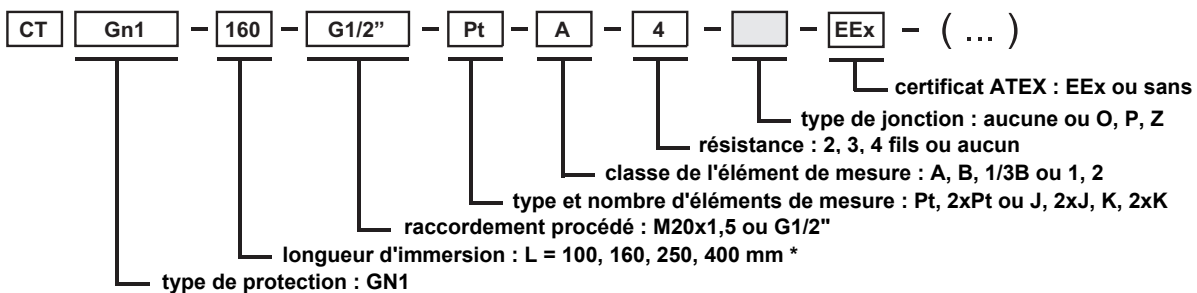 CT Gn1 – 160 – G1/2” – Pt – A – 4 – – EEx – ( ... )
certificat ATEX : EEx ou sans
type de jonction : aucune ou O, P, Z
résistance : 2, 3, 4 fils ou aucun
classe de l'élément de mesure : A, B, 1/3B ou 1, 2
type et nombre d'éléments de mesure : Pt, 2xPt ou J, 2xJ, K, 2xK
raccordement procédé : M20x1,5 ou G1/2"
longueur d'immersion : L = 100, 160, 250, 400 mm *
type de protection : GN1